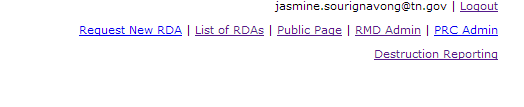 jasmine.sourignavong@tn.gov | Logout
Request New RDA | List of RDAs | Public Page | RMD Admin | PRC Admin
Destruction Reporting